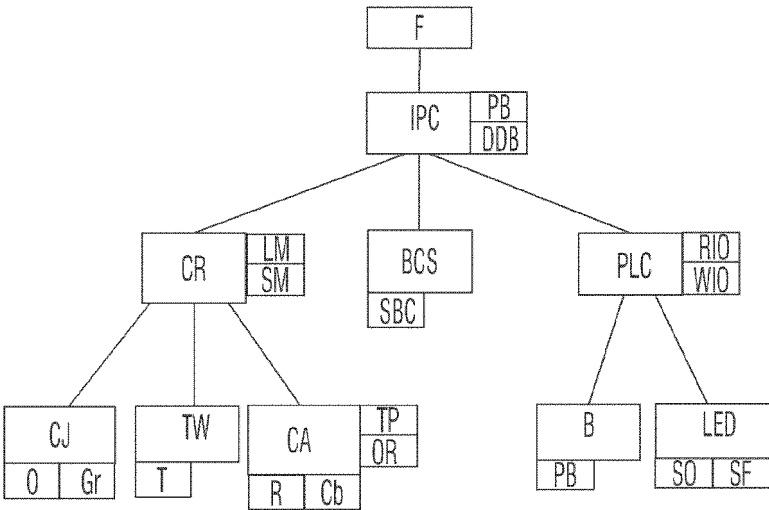 F
IPC
PB
DDB
CR
LM
SM
BCS
SBC
PLC
RIO
WIO
CJ
O
Gr
TW
T
CA
TP
OR
R
Cb
B
PB
LED
SO
SF